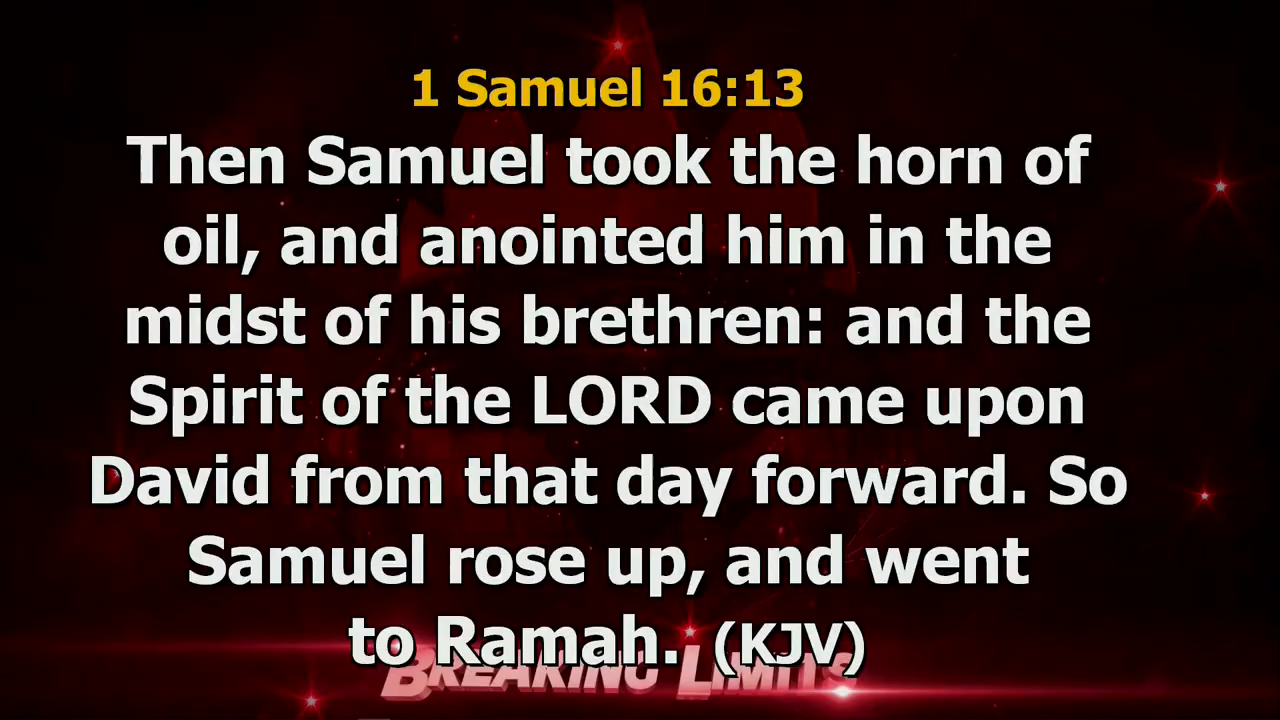 1 Samuel 16:13
Then Samuel took the horn of
oil, and anointed him in the
midst of his brethren: and the
Spirit of the LORD came upon
David from that day forward. So
Samuel rose up, and went
to Ramah. (KJV)
BREAKING LIMITS